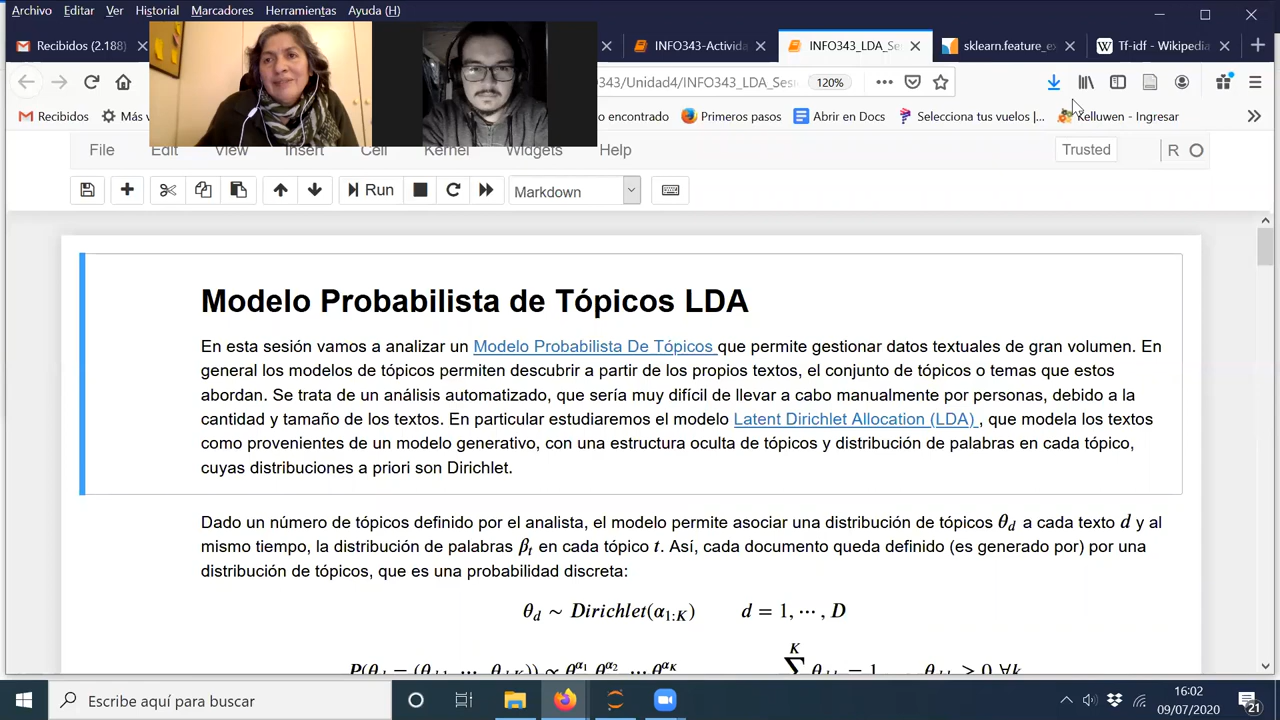 Archivo Editar Ver Historial Marcadores Herramientas Ayuda (H)
Recibidos (2.188) INFO343-Activida INFO343_LDA_Se sklearn.feature_ex Tf-idf - Wikipedia
343/Unidad4/INFO343_LDA_Ses 120%
Recibidos Más v o encontrado Primeros pasos Abrir en Docs Selecciona tus vuelos |... Kelluwen - Ingresar
File Edit View Insert Cell Kernel Widgets Help Trusted R
Run Markdown
Modelo Probabilista de Tópicos LDA
En esta sesión vamos a analizar un Modelo Probabilista De Tópicos que permite gestionar datos textuales de gran volumen. En
general los modelos de tópicos permiten descubrir a partir de los propios textos, el conjunto de tópicos o temas que estos
abordan. Se trata de un análisis automatizado, que sería muy difícil de llevar a cabo manualmente por personas, debido a la
cantidad y tamaño de los textos. En particular estudiaremos el modelo Latent Dirichlet Allocation (LDA) , que modela los textos
como provenientes de un modelo generativo, con una estructura oculta de tópicos y distribución de palabras en cada tópico,
cuyas distribuciones a priori son Dirichlet.
Dado un número de tópicos definido por el analista, el modelo permite asociar una distribución de tópicos θd a cada texto d y al
mismo tiempo, la distribución de palabras βt en cada tópico t. Así, cada documento queda definido (es generado por) por una
distribución de tópicos, que es una probabilidad discreta:
θd ∼ Dirichlet(α1:K) d = 1, ⋯ , D
Escribe aquí para buscar
16:02
09/07/2020
21